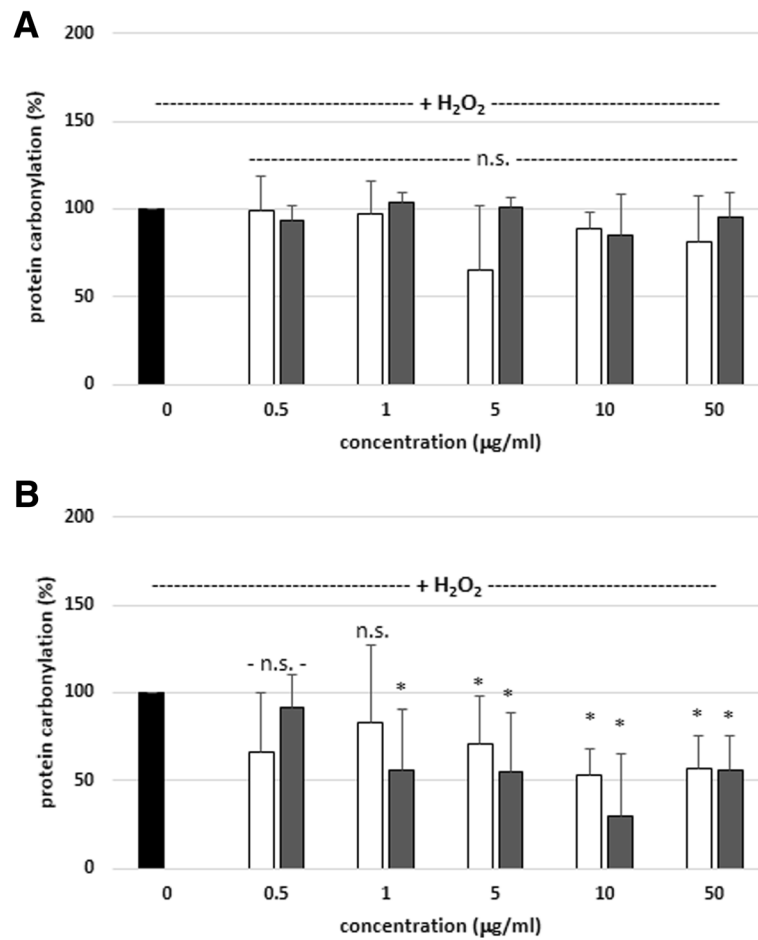 A
200
+ H₂O₂
150
n.s.
100
50
0
protein carbonylation (%)
0 0.5 1 5 10 50
concentration (µg/ml)
B
200
+ H₂O₂
150
n.s.
- n.s. -
100
* * * * * * *
50
0
protein carbonylation (%)
0 0.5 1 5 10 50
concentration (µg/ml)